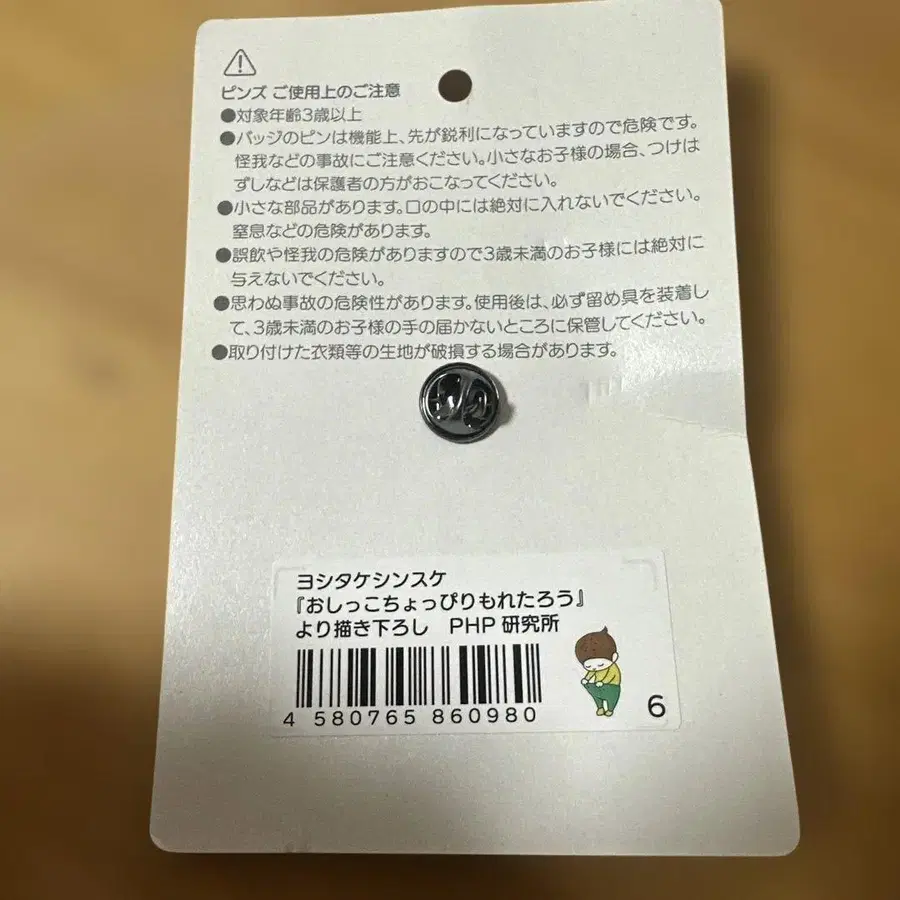 ピンズ ご使用上のご注意
●対象年齢3歳以上
●バッジのピンは機能上、先が鋭利になっていますので危険です。
怪我などの事故にご注意ください。小さなお子様の場合、つけは
ずしなどは保護者の方がおこなってください。
●小さな部品があります。口の中には絶対に入れないでください。
窒息などの危険があります。
●誤飲や怪我の危険がありますので3歳未満のお子様には絶対に
与えないでください。
●思わぬ事故の危険性があります。使用後は、必ず留め具を装着し
て、3歳未満のお子様の手の届かないところに保管してください。
●取り付けた衣類等の生地が破損する場合があります。
ヨシタケシンスケ
『おしっこちょっぴりもれたろう』
より描き下ろし PHP 研究所
4 580765 860980
6